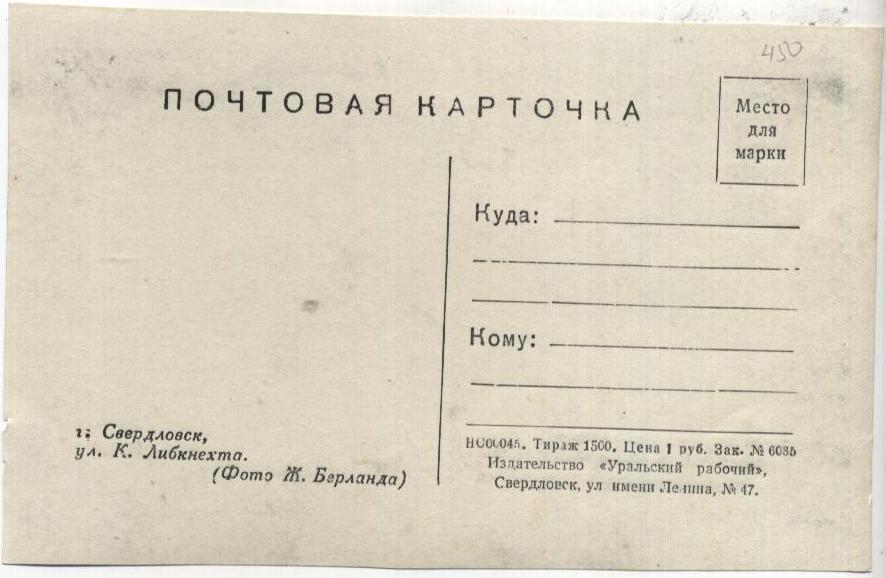 450
ПОЧТОВАЯ КАРТОЧКА
Место
для
марки
Куда:
Кому:
г. Свердловск,
ул. К. Либкнехта.
(Фото Ж. Берланда)
НС00045. Тираж 1500. Цена 1 руб. Зак. № 6035
Издательство «Уральский рабочий»,
Свердловск, ул имени Ленина, № 47.